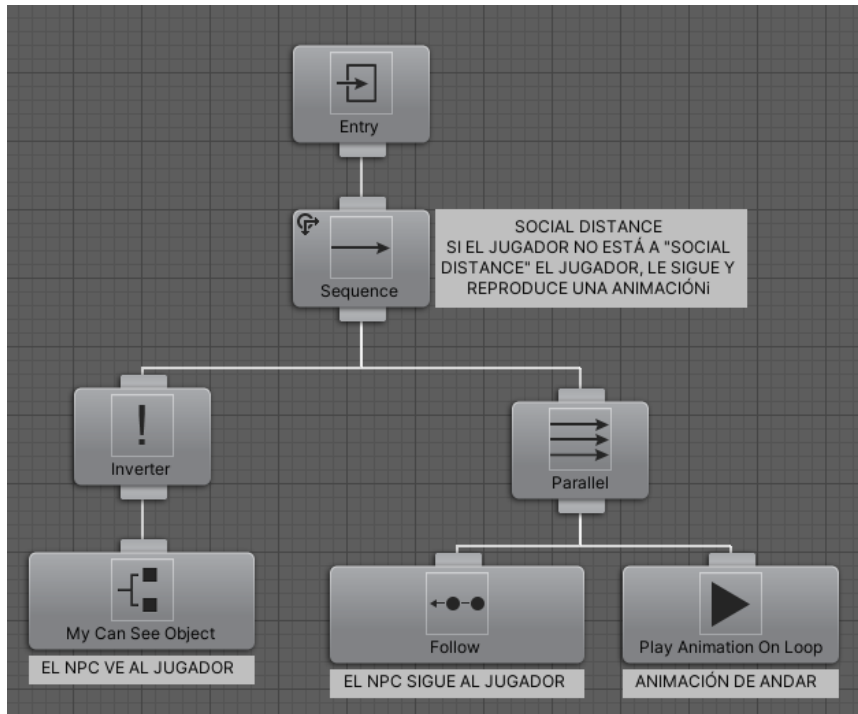 Entry
Sequence
SOCIAL DISTANCE
SI EL JUGADOR NO ESTÁ A "SOCIAL
DISTANCE" EL JUGADOR, LE SIGUE Y
REPRODUCE UNA ANIMACIÓNi
Inverter
Parallel
My Can See Object
EL NPC VE AL JUGADOR
Follow
EL NPC SIGUE AL JUGADOR
Play Animation On Loop
ANIMACIÓN DE ANDAR